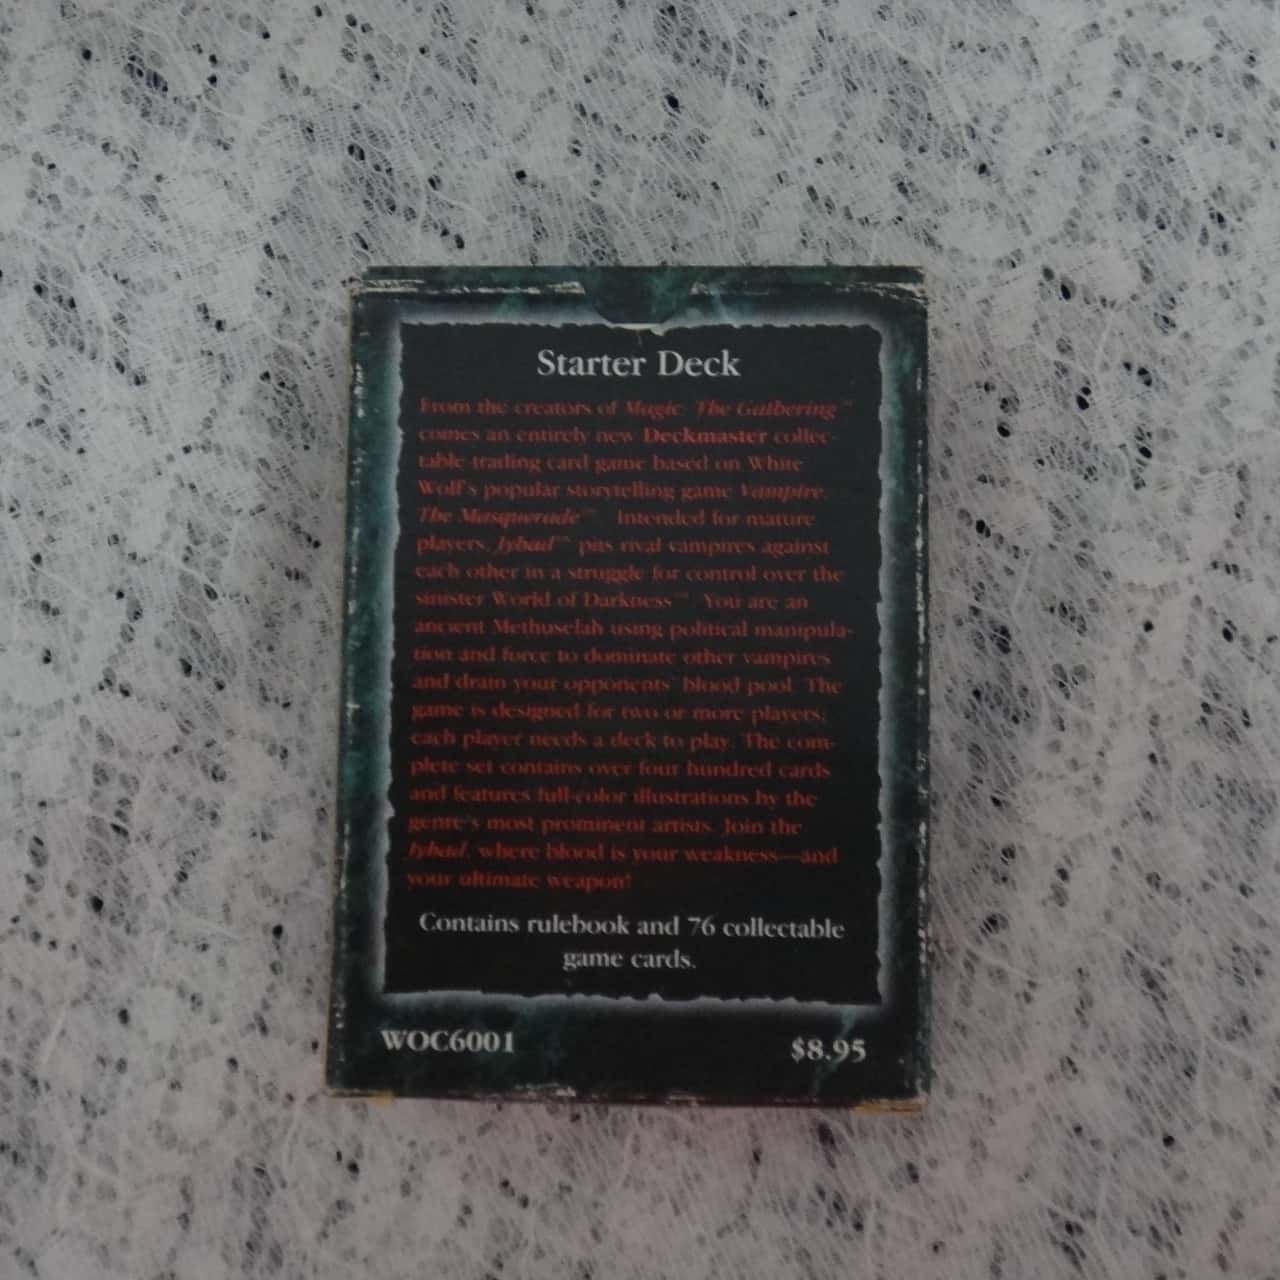 Starter Deck
From the creators of Magic: The Gathering™
comes an entirely new Deckmaster collec-
table trading card game based on White
Wolf's popular storytelling game Vampire:
The Masquerade™. Intended for mature
players, Jyhad™ pits rival vampires against
each other in a struggle for control over the
sinister World of Darkness™. You are an
ancient Methuselah using political manipula-
tion and force to dominate other vampires
and drain your opponents' blood pool. The
game is designed for two or more players;
each player needs a deck to play. The com-
plete set contains over four hundred cards
and features full-color illustrations by the
genre's most prominent artists. Join the
Jyhad, where blood is your weakness—and
your ultimate weapon!
Contains rulebook and 76 collectable
game cards.
WOC6001
$8.95